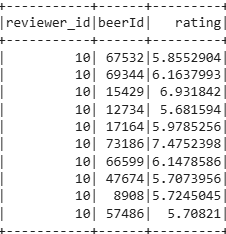 +-----------+------+---------+
|reviewer_id|beerId|   rating|
+-----------+------+---------+
|         10| 67532|5.8552904|
|         10| 69344|6.1637993|
|         10| 15429| 6.931842|
|         10| 12734| 5.681594|
|         10| 17164|5.9785256|
|         10| 73186|7.4752398|
|         10| 66599|6.1478586|
|         10| 47674|5.7073956|
|         10|  8908|5.7245045|
|         10| 57486|  5.70821|
+-----------+------+---------+